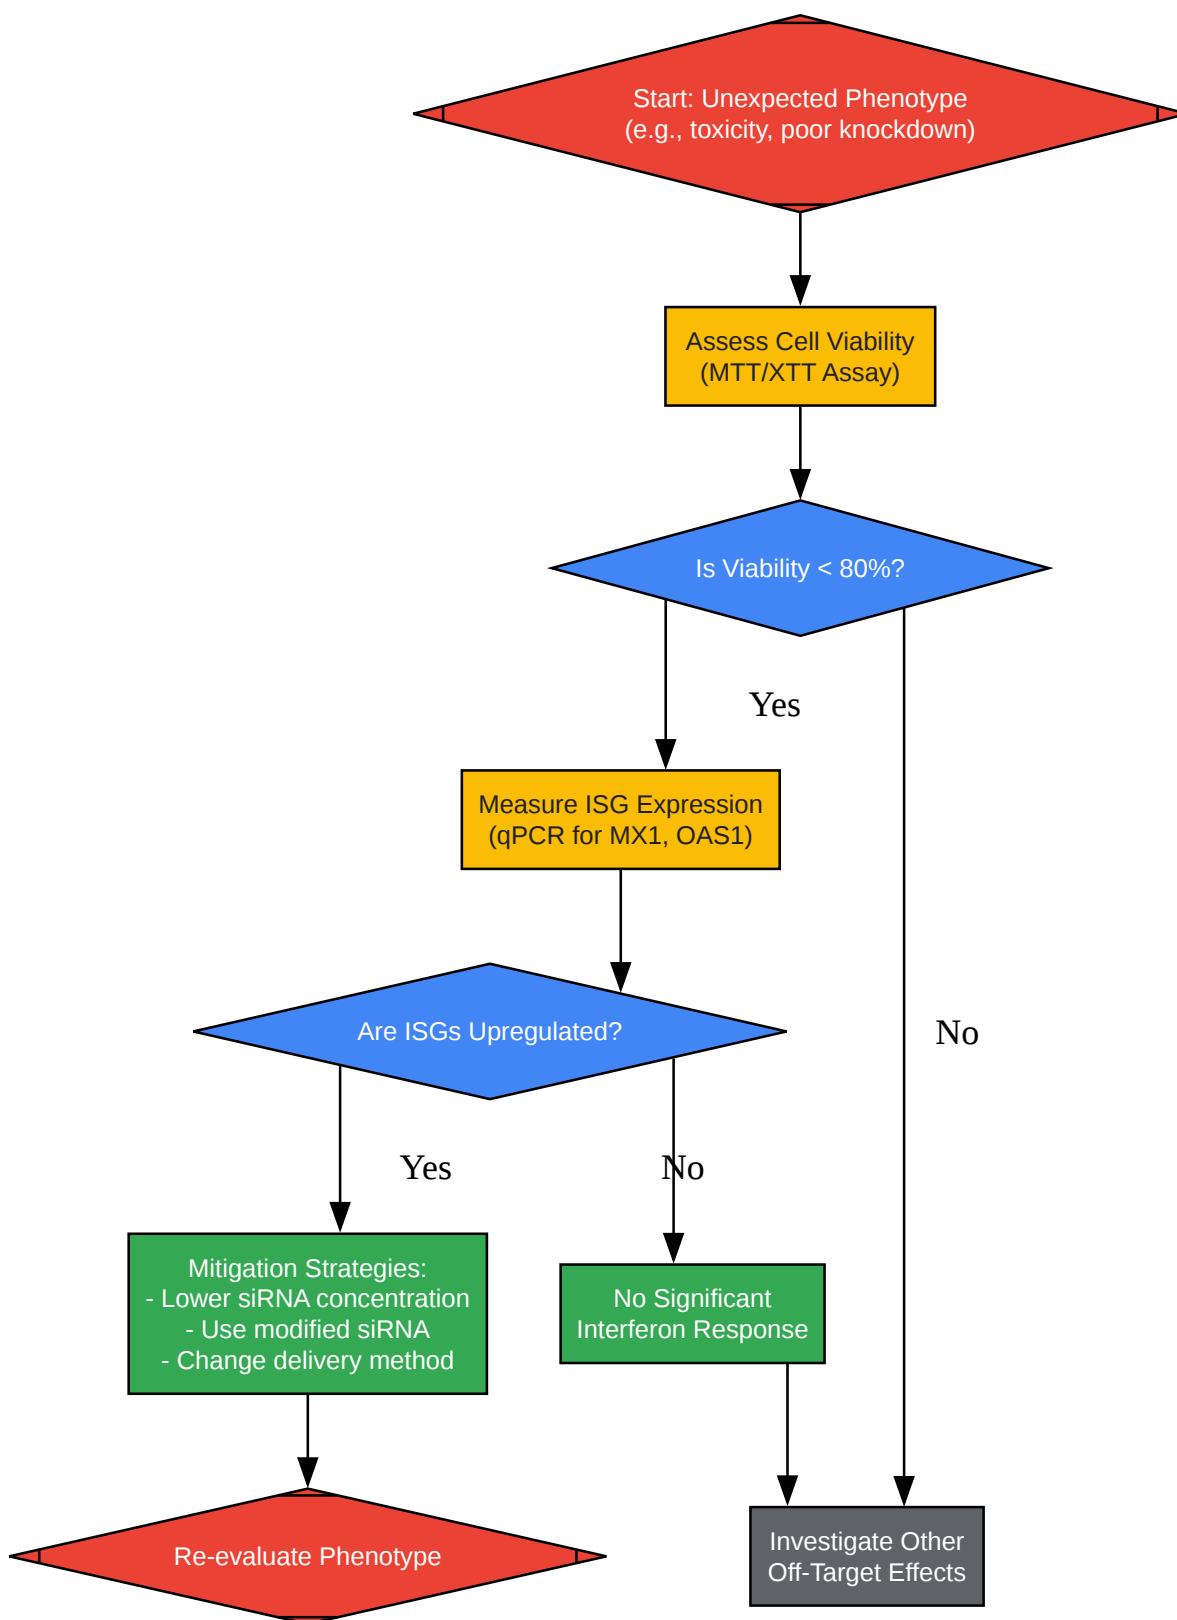 Start: Unexpected Phenotype
(e.g., toxicity, poor knockdown)
Assess Cell Viability
(MTT/XTT Assay)
Is Viability < 80%?
Yes
Measure ISG Expression
(qPCR for MX1, OAS1)
Are ISGs Upregulated?
No
Yes
No
Mitigation Strategies:
- Lower siRNA concentration
- Use modified siRNA
- Change delivery method
No Significant
Interferon Response
Re-evaluate Phenotype
Investigate Other
Off-Target Effects